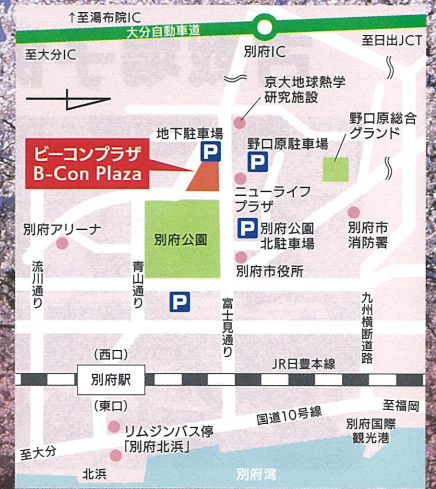 ↑至湯布院IC
大分自動車道
至大分IC
別府IC
至日出JCT
京大地球熱学
研究施設
地下駐車場
P
P
野口原駐車場
野口原総合
グランド
ビーコンプラザ
B-Con Plaza
ニューライフ
プラザ
別府アリーナ
別府公園
P
別府公園
北駐車場
別府市
消防署
別府市役所
流川通り
青山通り
P
富士見通り
九州横断道路
(西口)
JR日豊本線
別府駅
(東口)
リムジンバス停
「別府北浜」
国道10号線
至福岡
別府国際
観光港
至大分
北浜
別府湾